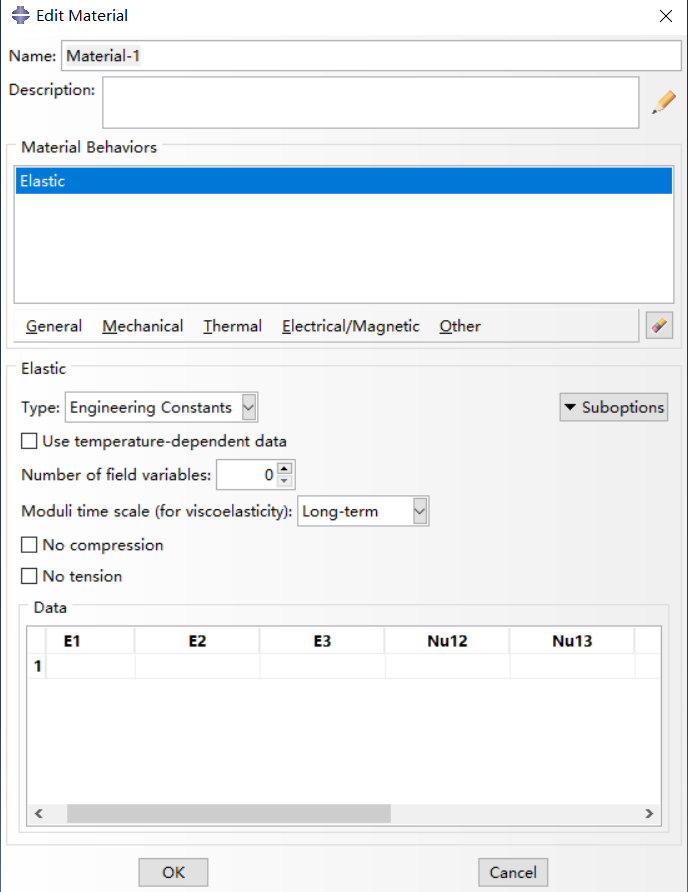 Edit Material
Name: Material-1
Description:
Material Behaviors
Elastic
General Mechanical Thermal Electrical/Magnetic Other
Elastic
Type: Engineering Constants Suboptions
Use temperature-dependent data
Number of field variables: 0
Moduli time scale (for viscoelasticity): Long-term
No compression
No tension
Data
E1 E2 E3 Nu12 Nu13
1
OK Cancel